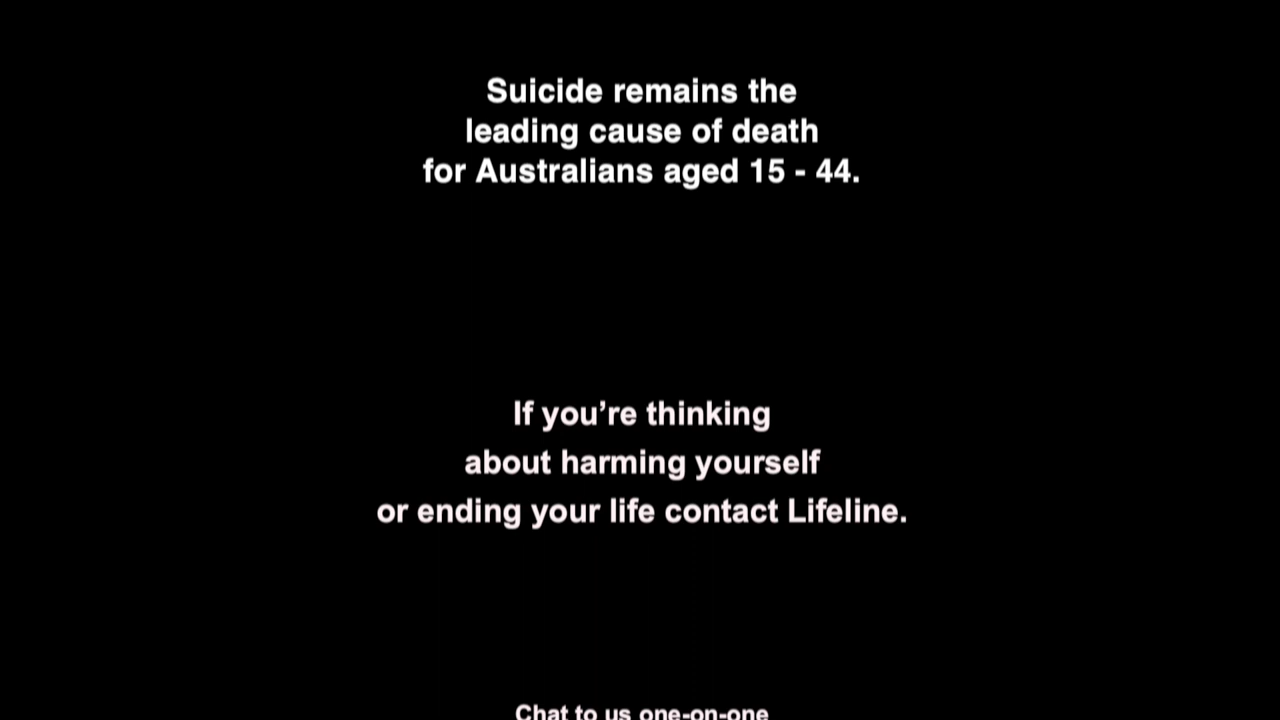 Suicide remains the
leading cause of death
for Australians aged 15 - 44.
If you’re thinking
about harming yourself
or ending your life contact Lifeline.
Chat to us one-on-one